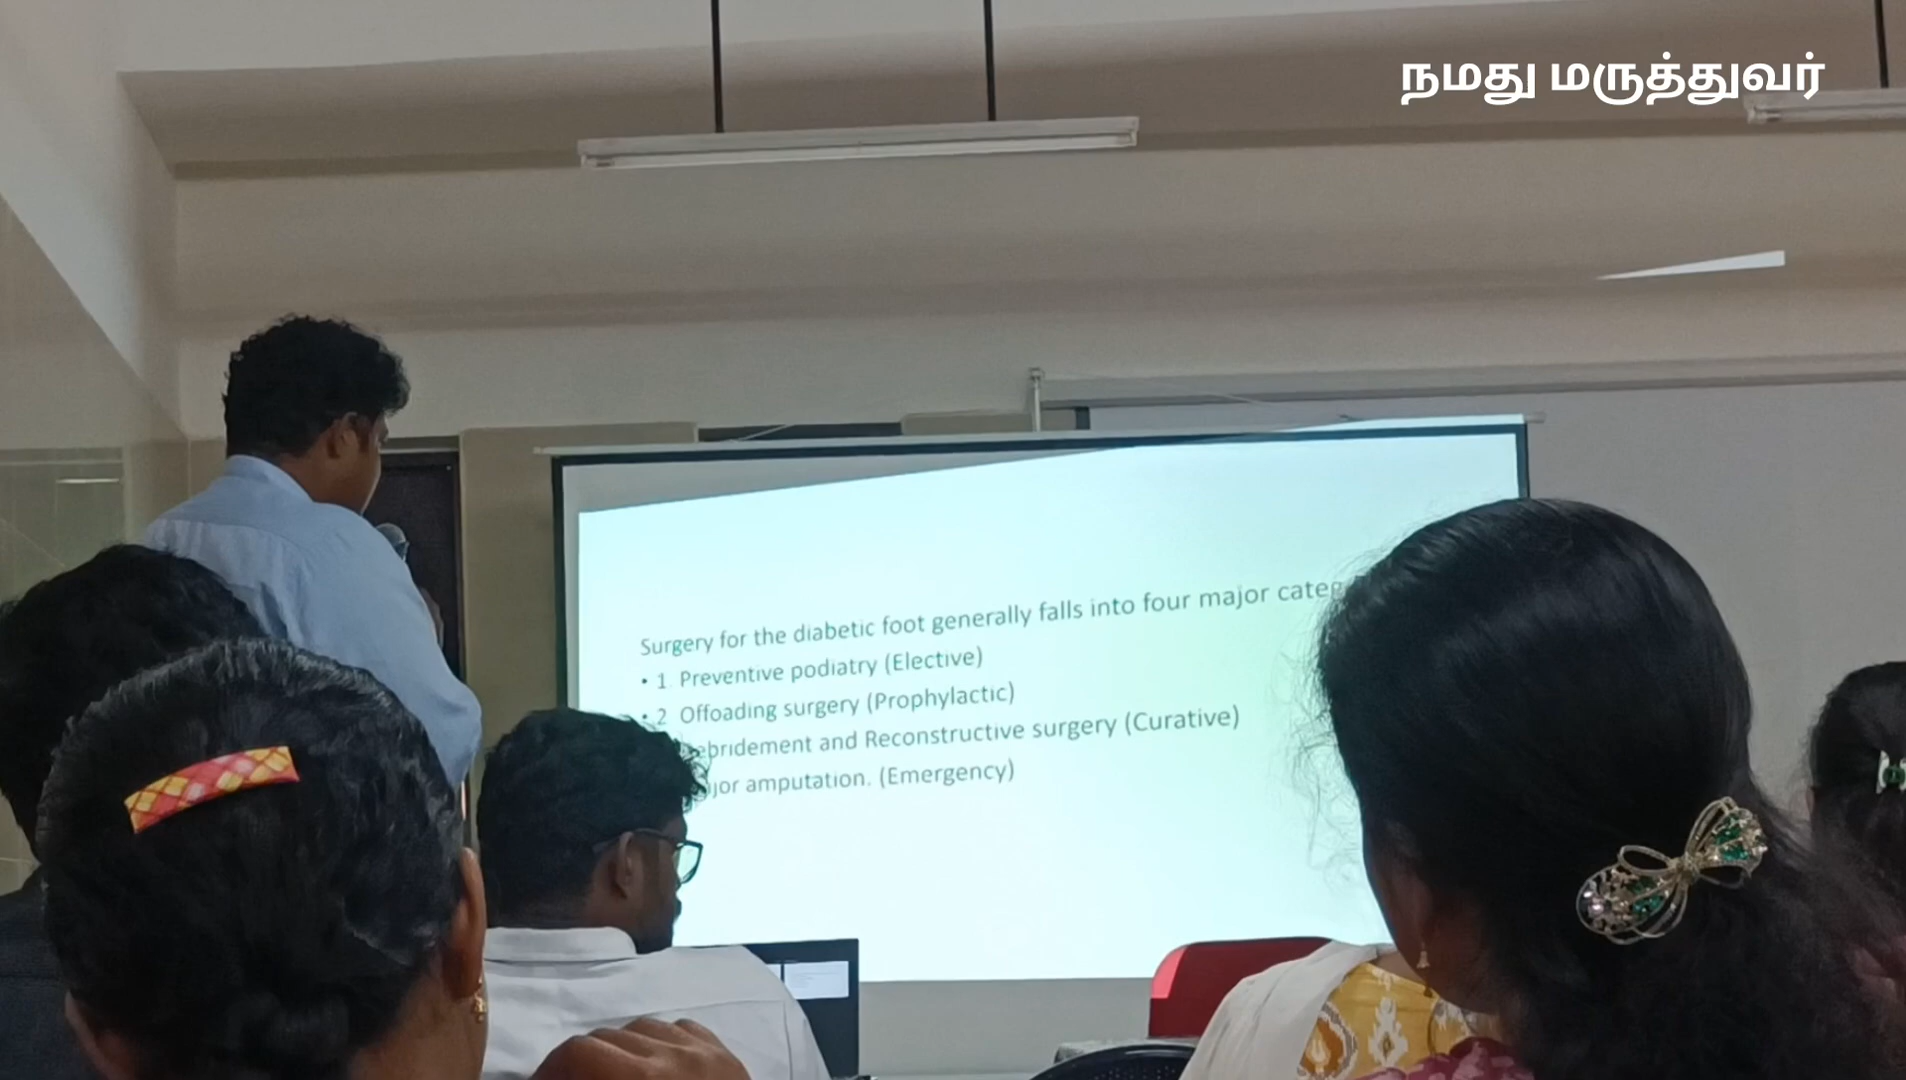 நமது மருத்துவர்
Surgery for the diabetic foot generally falls into four major
• 1 Preventive podiatry (Elective)
• 2 Offoading surgery (Prophylactic)
and Reconstructive surgery (Curative)
amputation. (Emergency)